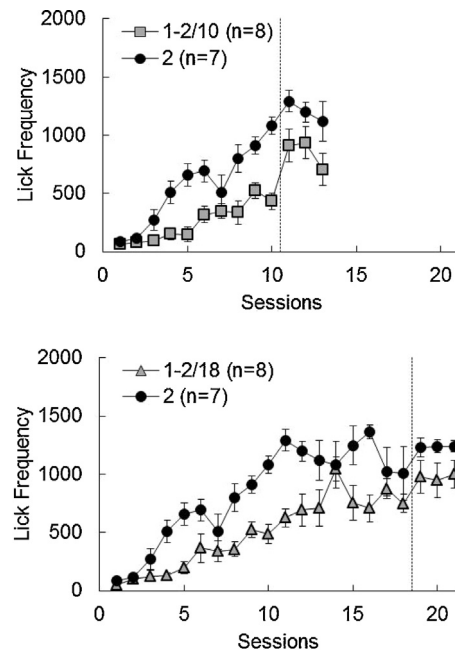 2000
1-2/10 (n=8)
2 (n=7)
1500
1000
500
0
Lick Frequency
0 5 10 15 20
Sessions
2000
1-2/18 (n=8)
2 (n=7)
1500
1000
500
0
Lick Frequency
0 5 10 15 20
Sessions